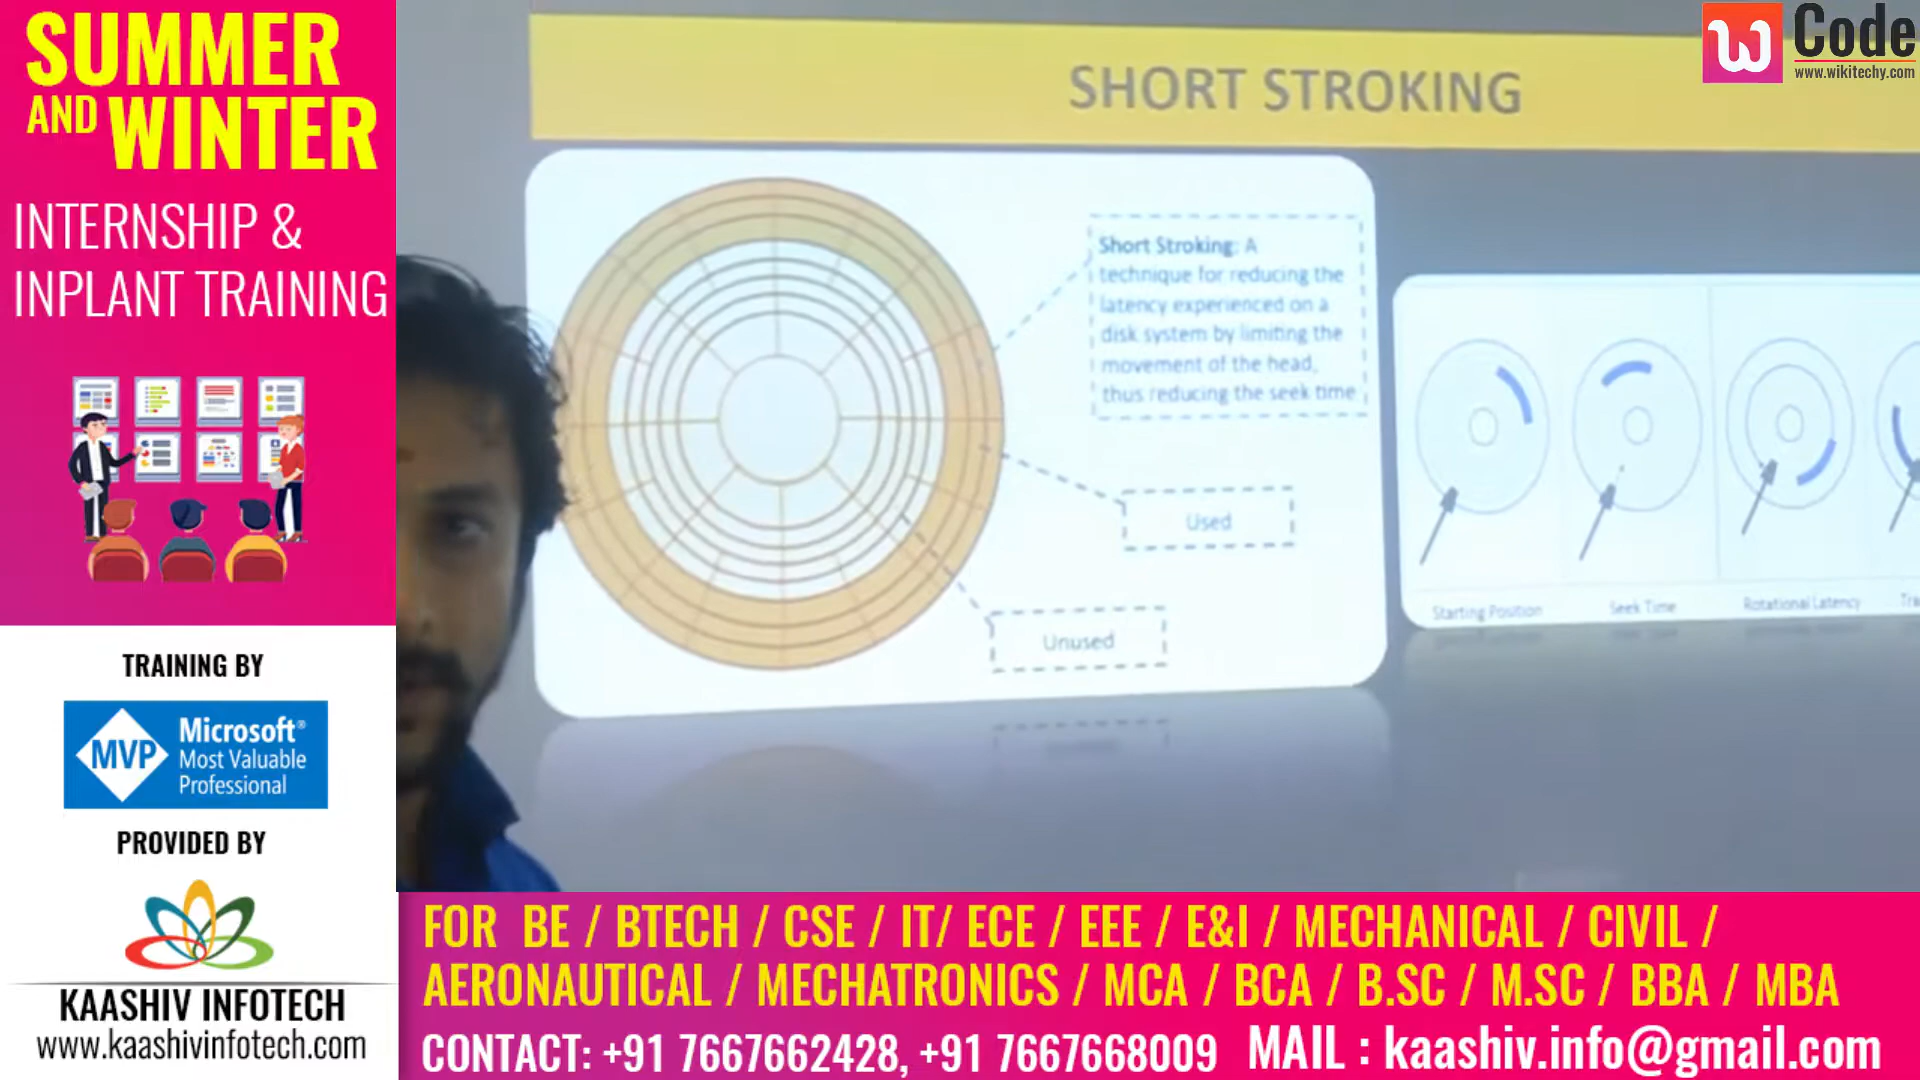 SUMMER
AND WINTER
INTERNSHIP &
INPLANT TRAINING
TRAINING BY
MVP
Microsoft®
Most Valuable
Professional
PROVIDED BY
KAASHIV INFOTECH
www.kaashivinfotech.com
W Code
www.wikitechy.com
SHORT STROKING
Short Stroking: A
technique for reducing the
latency experienced on a
disk system by limiting the
movement of the head,
thus reducing the seek time
Used
Unused
Starting Position
Seek Time
Rotational Latency
FOR BE / BTECH / CSE / IT/ ECE / EEE / E&I / MECHANICAL / CIVIL /
AERONAUTICAL / MECHATRONICS / MCA / BCA / B.SC / M.SC / BBA / MBA
CONTACT: +91 7667662428, +91 7667668009 MAIL : kaashiv.info@gmail.com